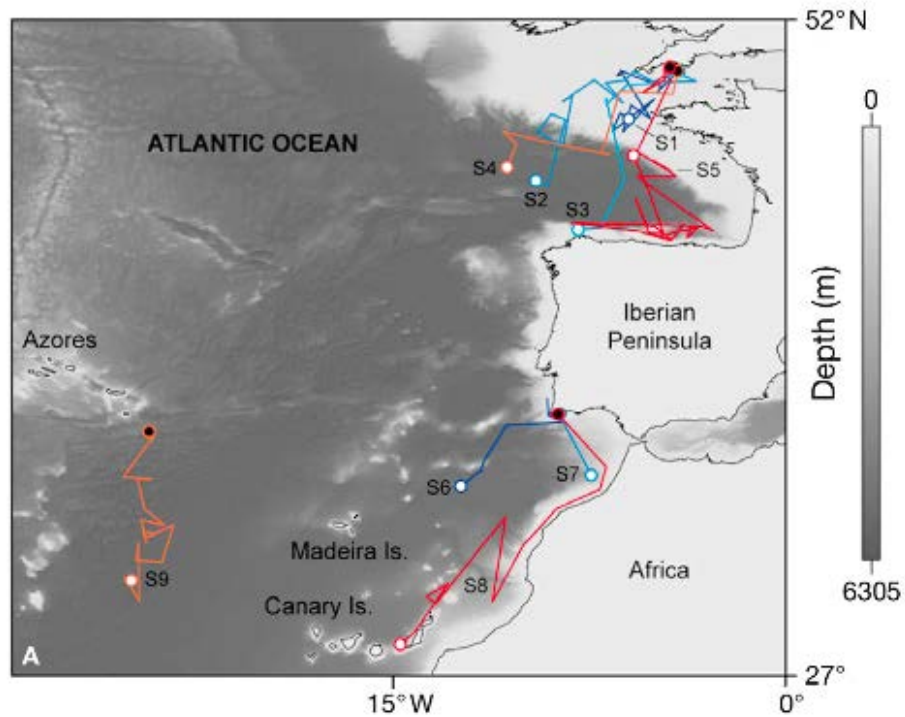 52°N
ATLANTIC OCEAN
0
S1
S4
S5
S2
S3
Iberian
Peninsula
Depth (m)
Azores
S6
S7
Madeira Is.
S9
S8
Africa
Canary Is.
6305
A
27°
15°W
0°